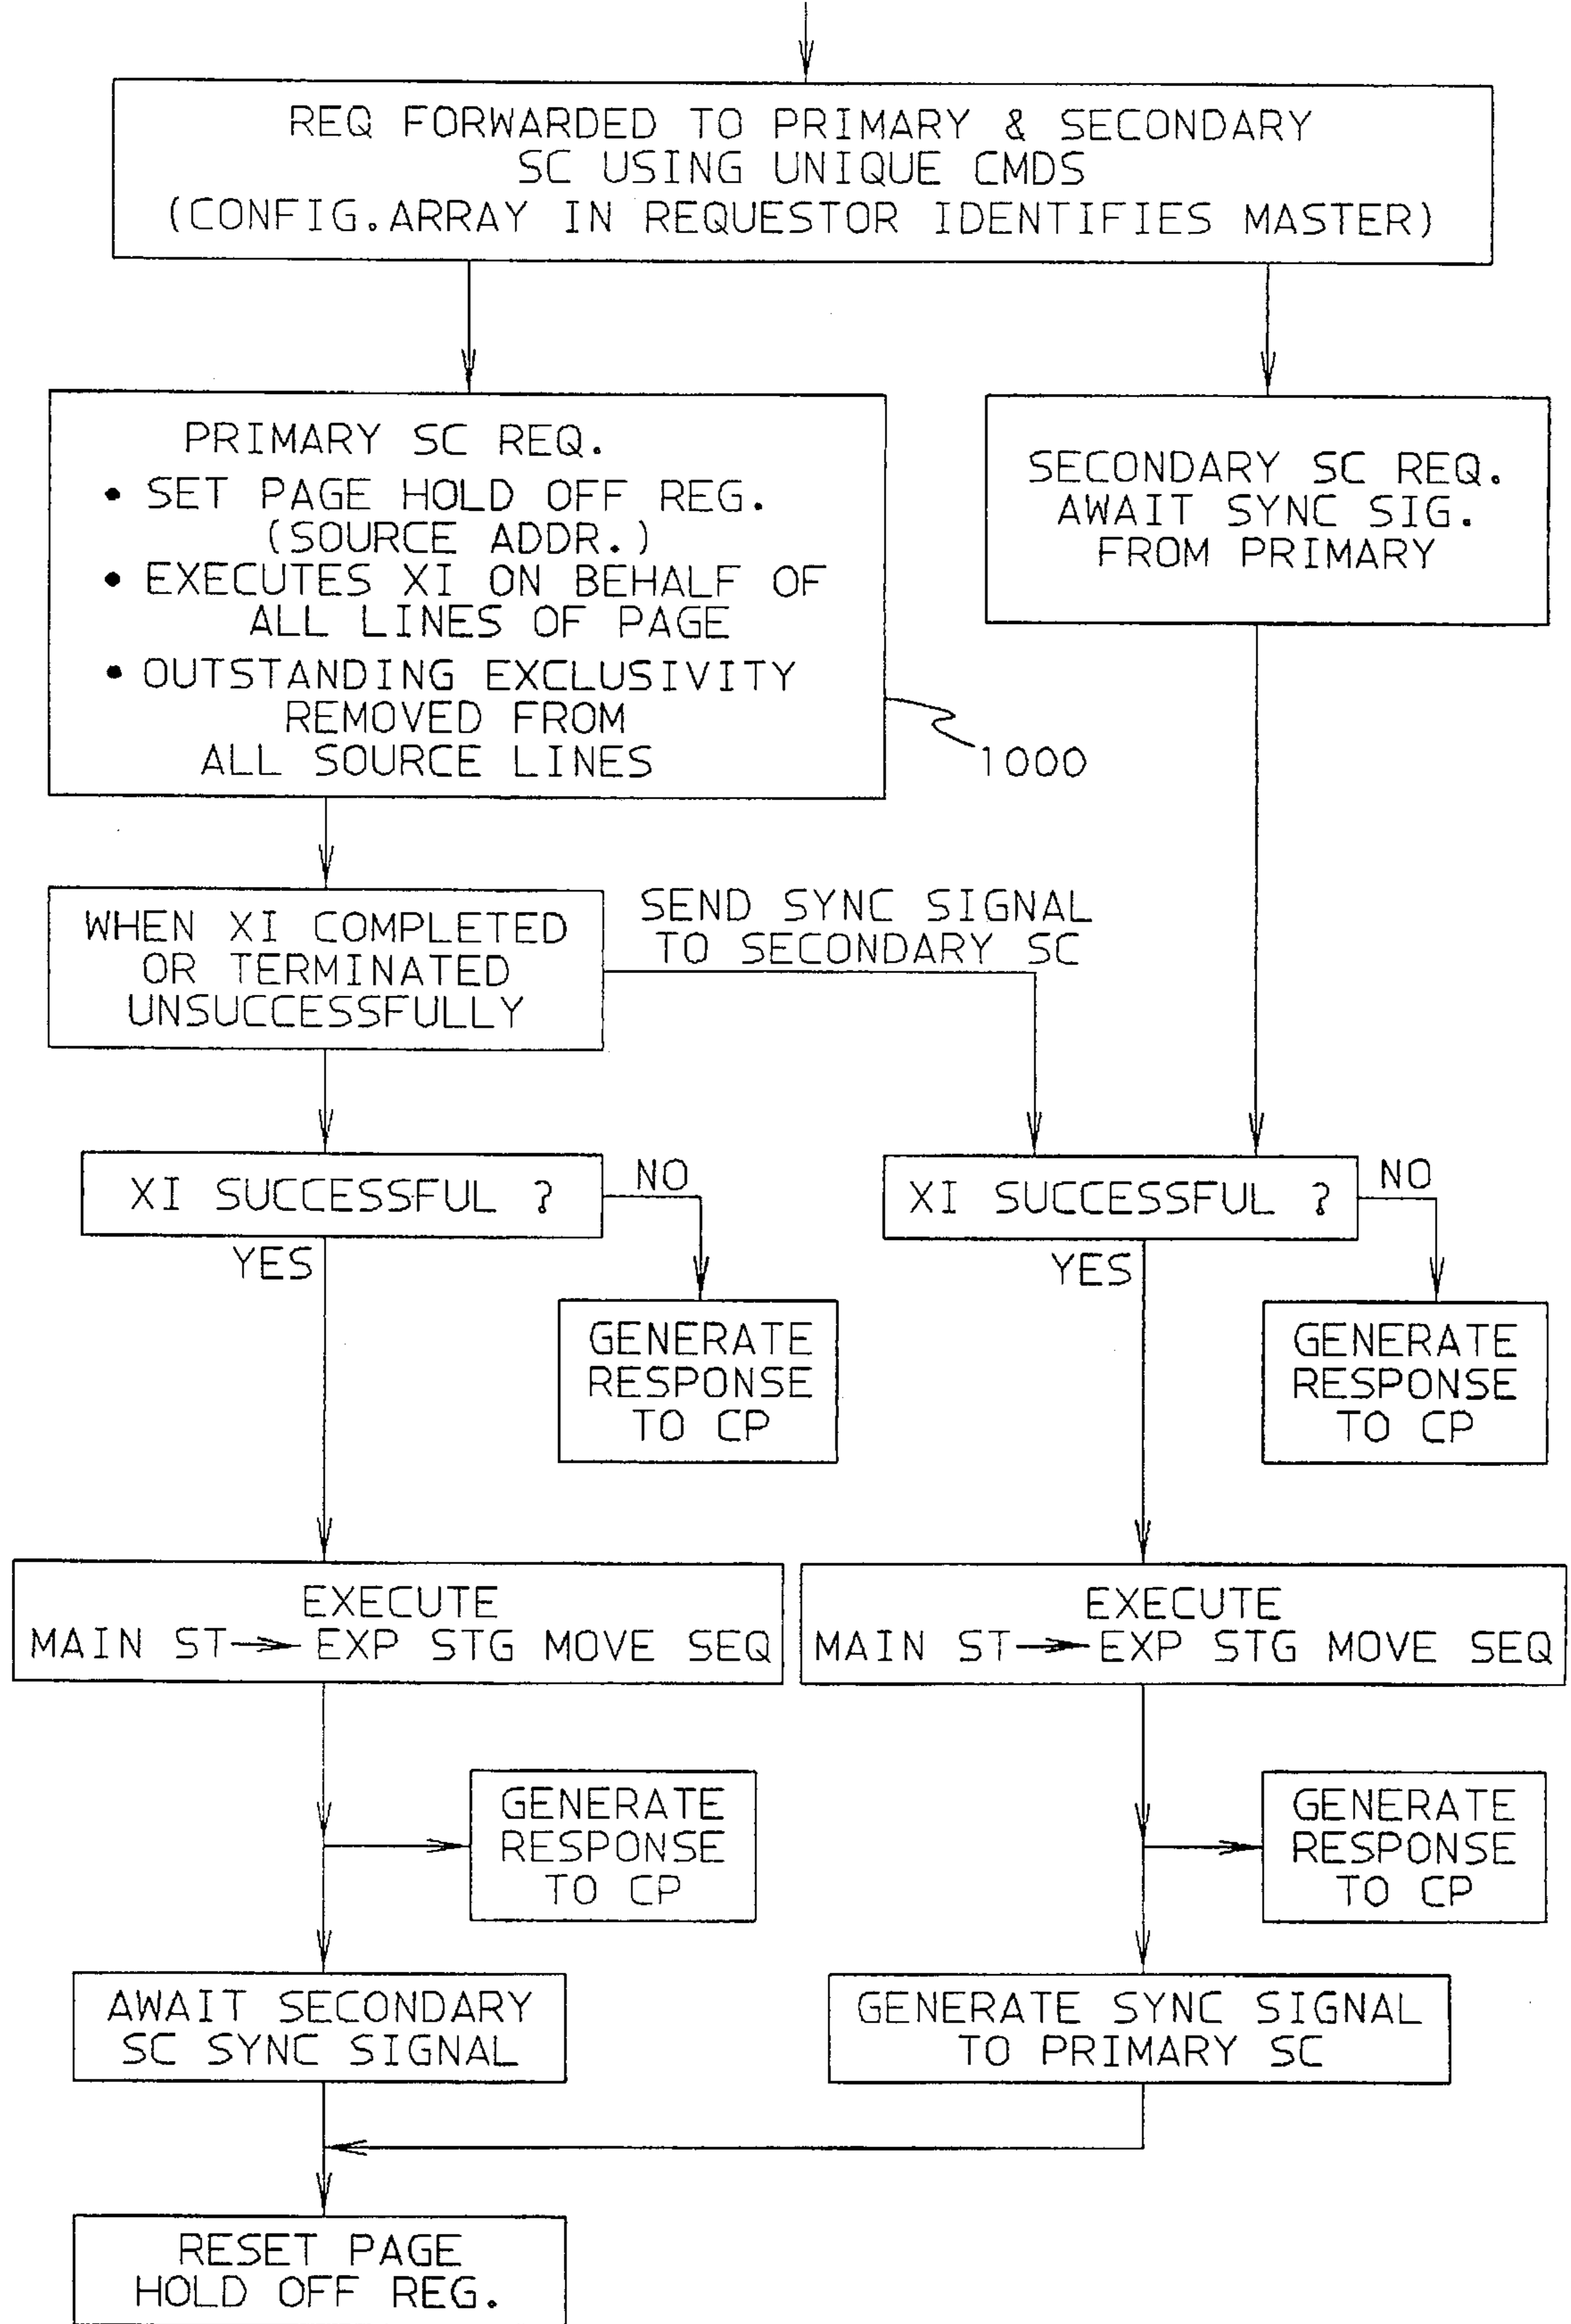 REQ FORWARDED TO PRIMARY & SECONDARY
SC USING UNIQUE CMDS
(CONFIG.ARRAY IN REQUESTOR IDENTIFIES MASTER)
PRIMARY SC REQ.
• SET PAGE HOLD OFF REG.
(SOURCE ADDR.)
• EXECUTES XI ON BEHALF OF
ALL LINES OF PAGE
• OUTSTANDING EXCLUSIVITY
REMOVED FROM
ALL SOURCE LINES
1000
SECONDARY SC REQ.
AWAIT SYNC SIG.
FROM PRIMARY
WHEN XI COMPLETED
OR TERMINATED
UNSUCCESSFULLY
SEND SYNC SIGNAL
TO SECONDARY SC
XI SUCCESSFUL ?
NO
YES
GENERATE
RESPONSE
TO CP
XI SUCCESSFUL ?
NO
YES
GENERATE
RESPONSE
TO CP
EXECUTE
MAIN ST → EXP STG MOVE SEQ
EXECUTE
MAIN ST → EXP STG MOVE SEQ
GENERATE
RESPONSE
TO CP
GENERATE
RESPONSE
TO CP
AWAIT SECONDARY
SC SYNC SIGNAL
GENERATE SYNC SIGNAL
TO PRIMARY SC
RESET PAGE
HOLD OFF REG.